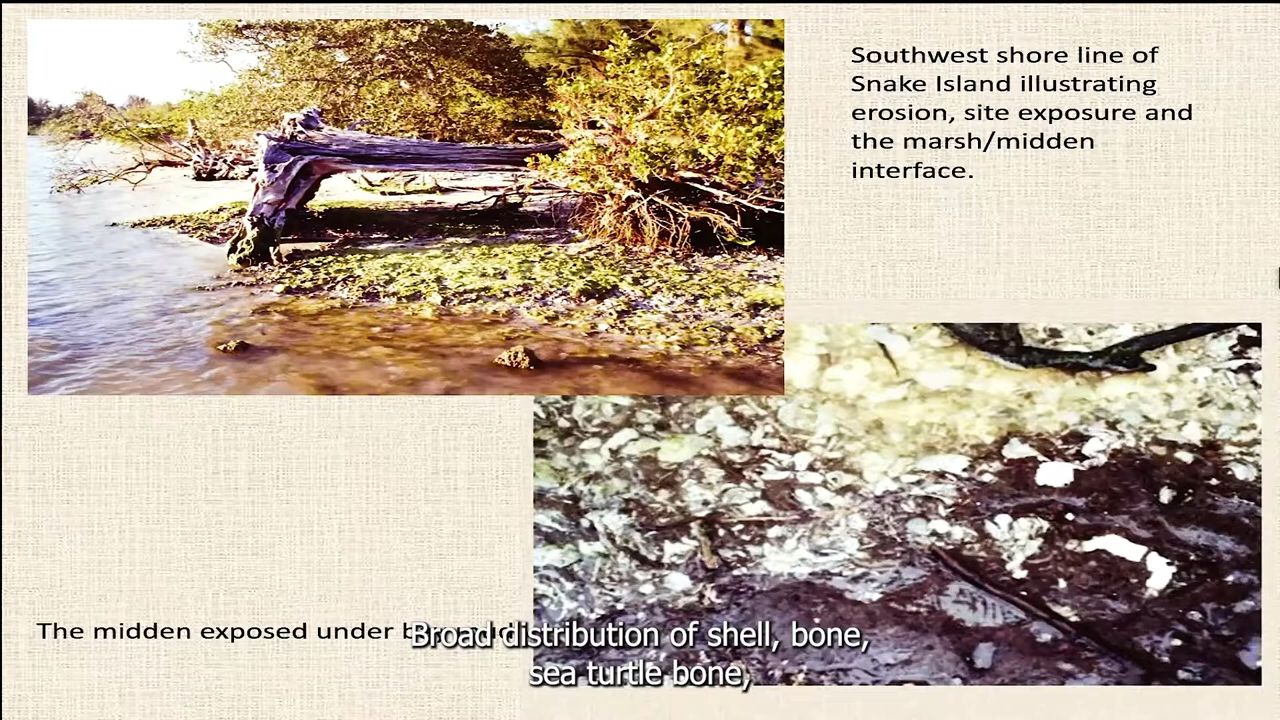 Southwest shore line of
Snake Island illustrating
erosion, site exposure and
the marsh/midden
interface.
The midden exposed under
Broad distribution of shell, bone,
sea turtle bone,